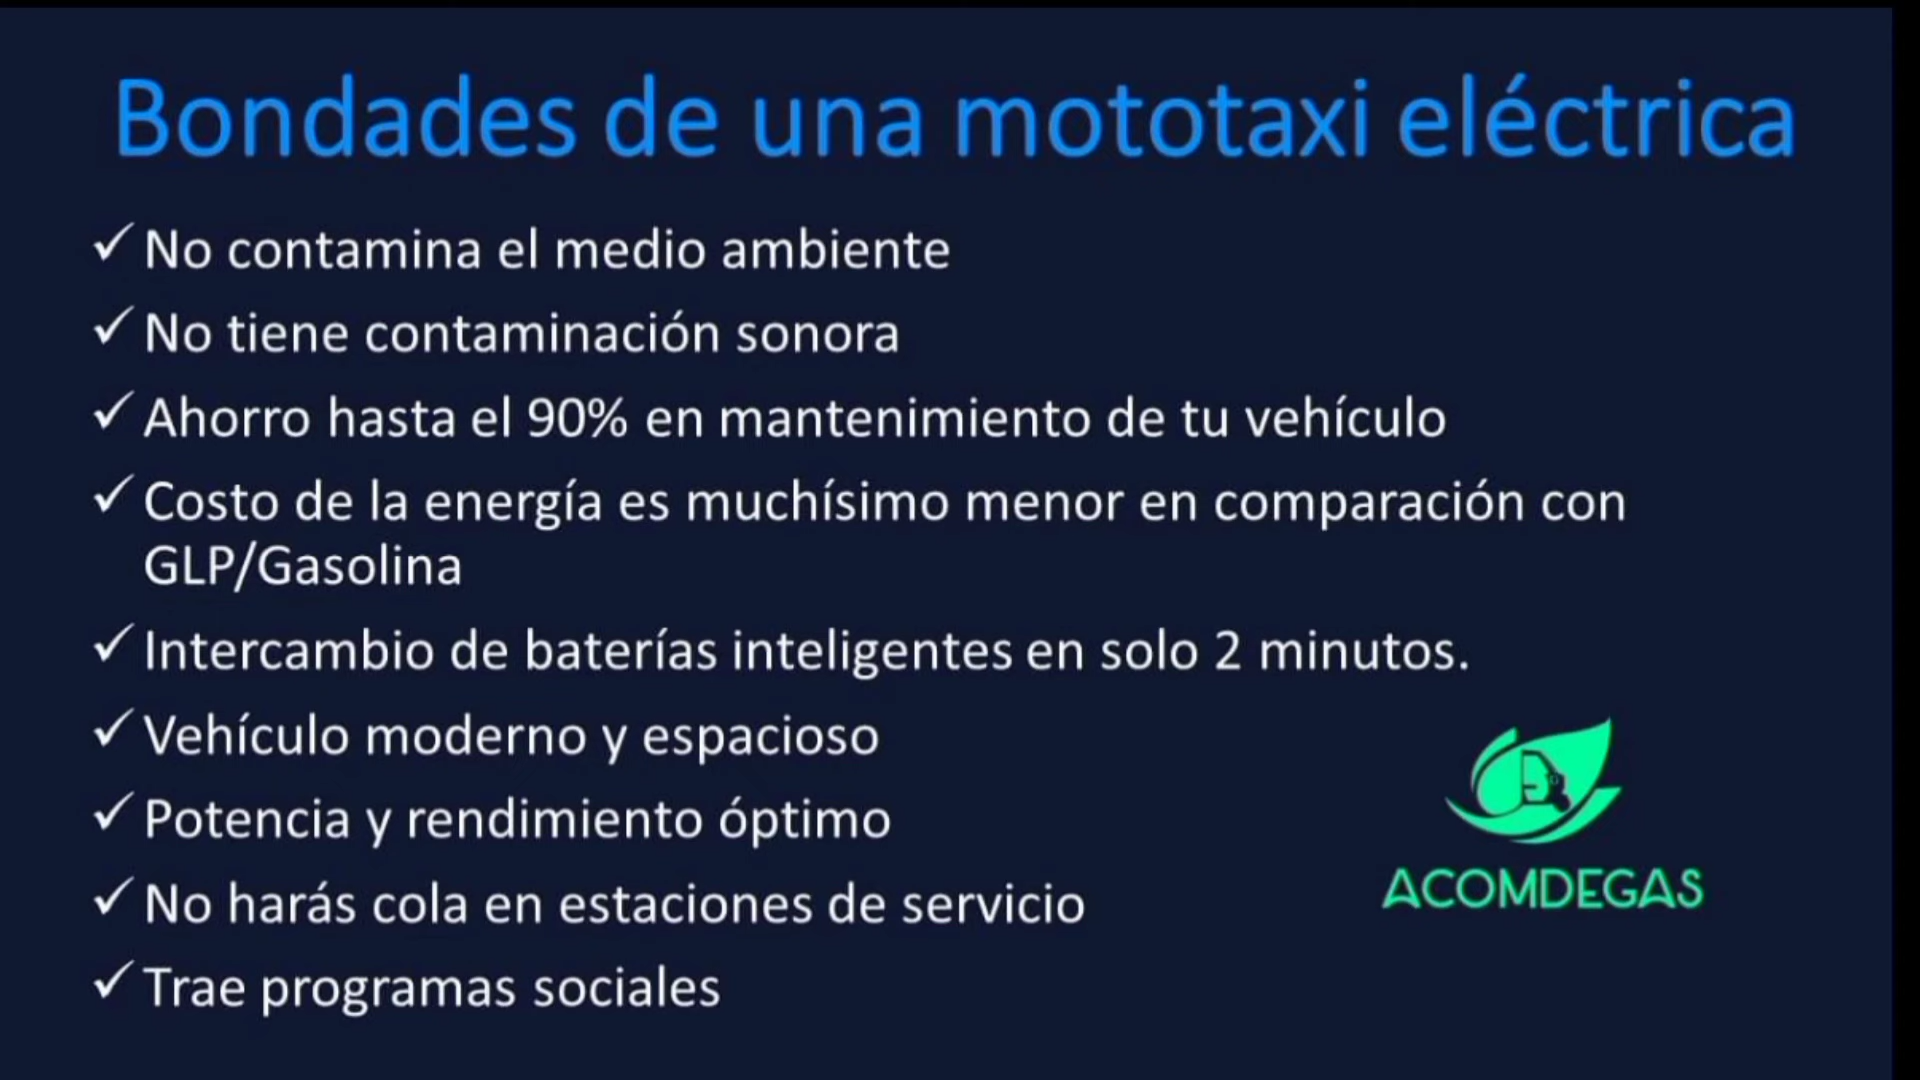 Bondades de una mototaxi eléctrica
✓ No contamina el medio ambiente
✓ No tiene contaminación sonora
✓ Ahorro hasta el 90% en mantenimiento de tu vehículo
✓ Costo de la energía es muchísimo menor en comparación con
GLP/Gasolina
✓ Intercambio de baterías inteligentes en solo 2 minutos.
✓ Vehículo moderno y espacioso
✓ Potencia y rendimiento óptimo
✓ No harás cola en estaciones de servicio
✓ Trae programas sociales
ACOMDEGAS